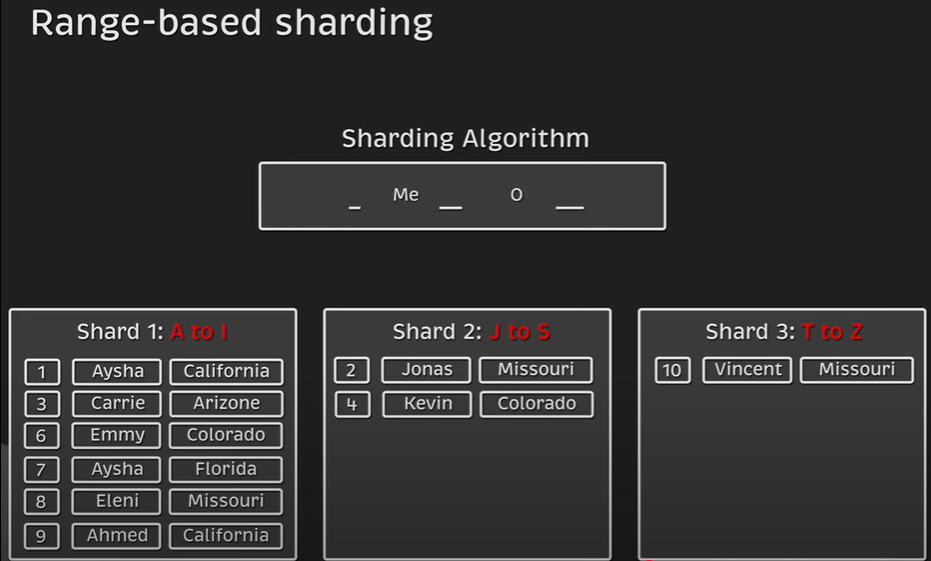 Range-based sharding
Sharding Algorithm
_ Me __ O __
Shard 1: A to I
1 Aysha California
3 Carrie Arizone
6 Emmy Colorado
7 Aysha Florida
8 Eleni Missouri
9 Ahmed California
Shard 2: J to S
2 Jonas Missouri
4 Kevin Colorado
Shard 3: T to Z
10 Vincent Missouri